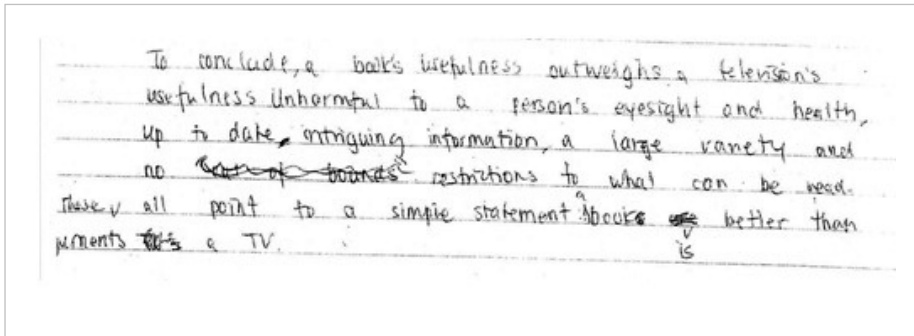 To conclude, a book's usefulness outweighs a television's
usefulness Unharmful to a person's eyesight and health,
up to date, intriguing information, a large variety and
no restrictions to what can be read.
These all point to a simple statement: a book is better than
a TV.